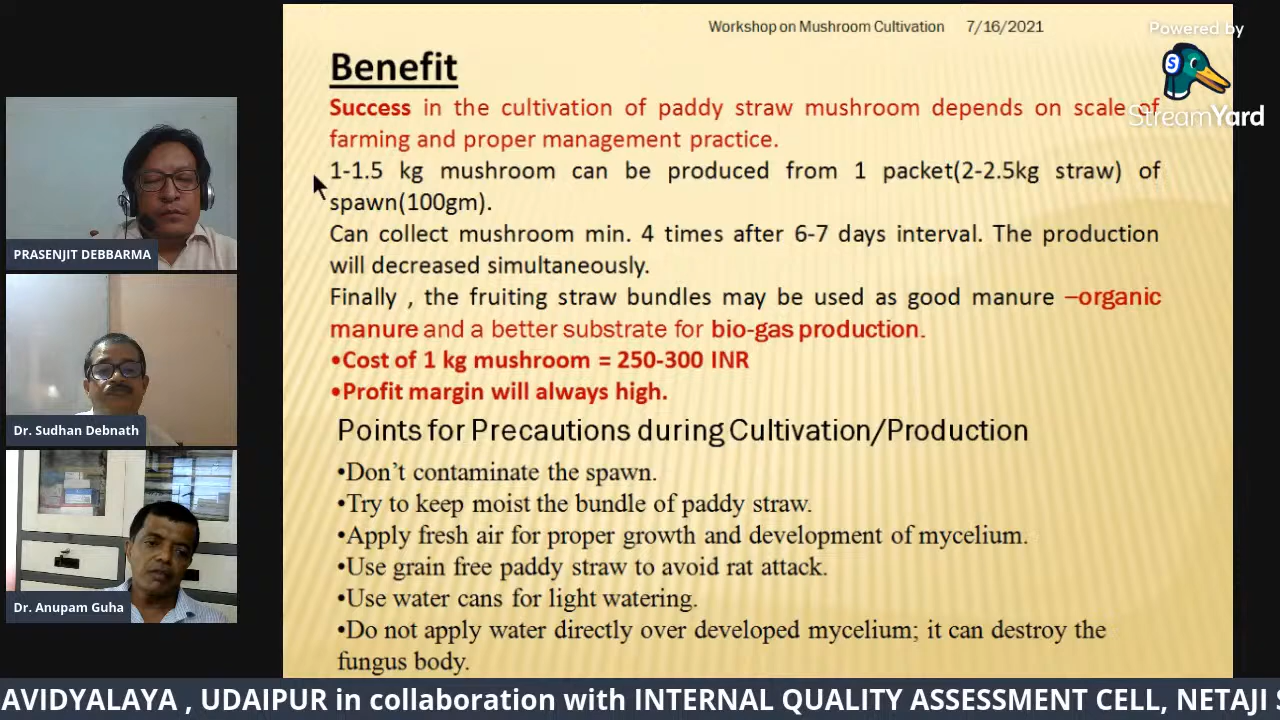 Workshop on Mushroom Cultivation 7/16/2021
Powered by
StreamYard
Benefit
Success in the cultivation of paddy straw mushroom depends on scale of
farming and proper management practice.
1-1.5 kg mushroom can be produced from 1 packet(2-2.5kg straw) of
spawn(100gm).
Can collect mushroom min. 4 times after 6-7 days interval. The production
will decreased simultaneously.
Finally , the fruiting straw bundles may be used as good manure –organic
manure and a better substrate for bio-gas production.
•Cost of 1 kg mushroom = 250-300 INR
•Profit margin will always high.
Points for Precautions during Cultivation/Production
•Don't contaminate the spawn.
•Try to keep moist the bundle of paddy straw.
•Apply fresh air for proper growth and development of mycelium.
•Use grain free paddy straw to avoid rat attack.
•Use water cans for light watering.
•Do not apply water directly over developed mycelium; it can destroy the
fungus body.
PRASENJIT DEBBARMA
Dr. Sudhan Debnath
Dr. Anupam Guha
AVIDYALAYA , UDAIPUR in collaboration with INTERNAL QUALITY ASSESSMENT CELL, NETAJI S